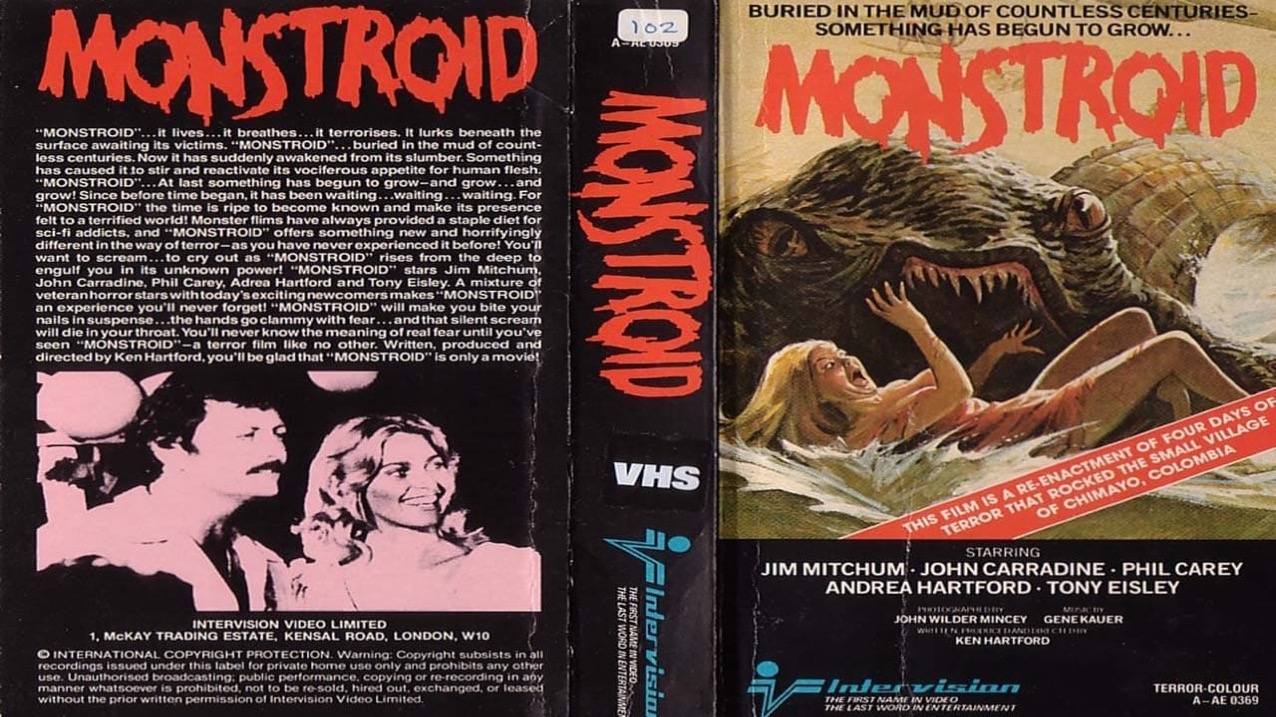 MONSTROID
“MONSTROID”...it lives...it breathes...it terrorises. It lurks beneath the
surface awaiting its victims. “MONSTROID”...buried in the mud of count-
less centuries. Now it has suddenly awakened from its slumber. Something
has caused it to stir and reactivate its vociferous appetite for human flesh.
“MONSTROID”...At last something has begun to grow—and grow...and
grow! Since before time began, it has been waiting...waiting...waiting. For
“MONSTROID” the time is ripe to become known and make its presence
felt to a terrified world! Monster flims have always provided a staple diet for
sci-fi addicts, and “MONSTROID” offers something new and horrifyingly
different in the way of terror—as you have never experienced it before! You’ll
want to scream...to cry out as “MONSTROID” rises from the deep to
engulf you in its unknown power! “MONSTROID” stars Jim Mitchum,
John Carradine, Phil Carey, Adrea Hartford and Tony Eisley. A mixture of
veteran horror stars with today’s exciting newcomers makes “MONSTROID”
an experience you’ll never forget! “MONSTROID” will make you bite your
nails in suspense...the hands go clammy with fear...and that silent scream
will die in your throat. You’ll never know the meaning of real fear until you’ve
seen “MONSTROID”—a terror film like no other. Written, produced and
directed by Ken Hartford, you’ll be glad that “MONSTROID” is only a movie!
INTERVISION VIDEO LIMITED
1, McKAY TRADING ESTATE, KENSAL ROAD, LONDON, W10
© INTERNATIONAL COPYRIGHT PROTECTION. Warning: Copyright subsists in all
recordings issued under this label for private home use only and prohibits any other
use. Unauthorised broadcasting; public performance, copying or re-recording in any
manner whatsoever is prohibited, not to be re-sold, hired out, exchanged, or leased
without the prior written permission of Intervision Video Limited.
102
A–AE 0369
MONSTROID
VHS
Intervision
THE FIRST NAME IN VIDEO
THE LAST WORD IN ENTERTAINMENT
BURIED IN THE MUD OF COUNTLESS CENTURIES–
SOMETHING HAS BEGUN TO GROW...
MONSTROID
THIS FILM IS A RE-ENACTMENT OF FOUR DAYS OF
TERROR THAT ROCKED THE SMALL VILLAGE
OF CHIMAYO, COLOMBIA
STARRING
JIM MITCHUM · JOHN CARRADINE · PHIL CAREY
ANDREA HARTFORD · TONY EISLEY
PHOTOGRAPHED BY MUSIC BY
JOHN WILDER MINCEY GENE KAUER
WRITTEN, PRODUCED AND DIRECTED BY
KEN HARTFORD
Intervision
THE FIRST NAME IN VIDEO
THE LAST WORD IN ENTERTAINMENT
TERROR-COLOUR
A–AE 0369